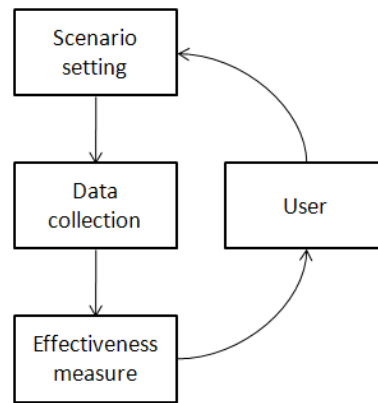 Scenario
setting
Data
collection
User
Effectiveness
measure